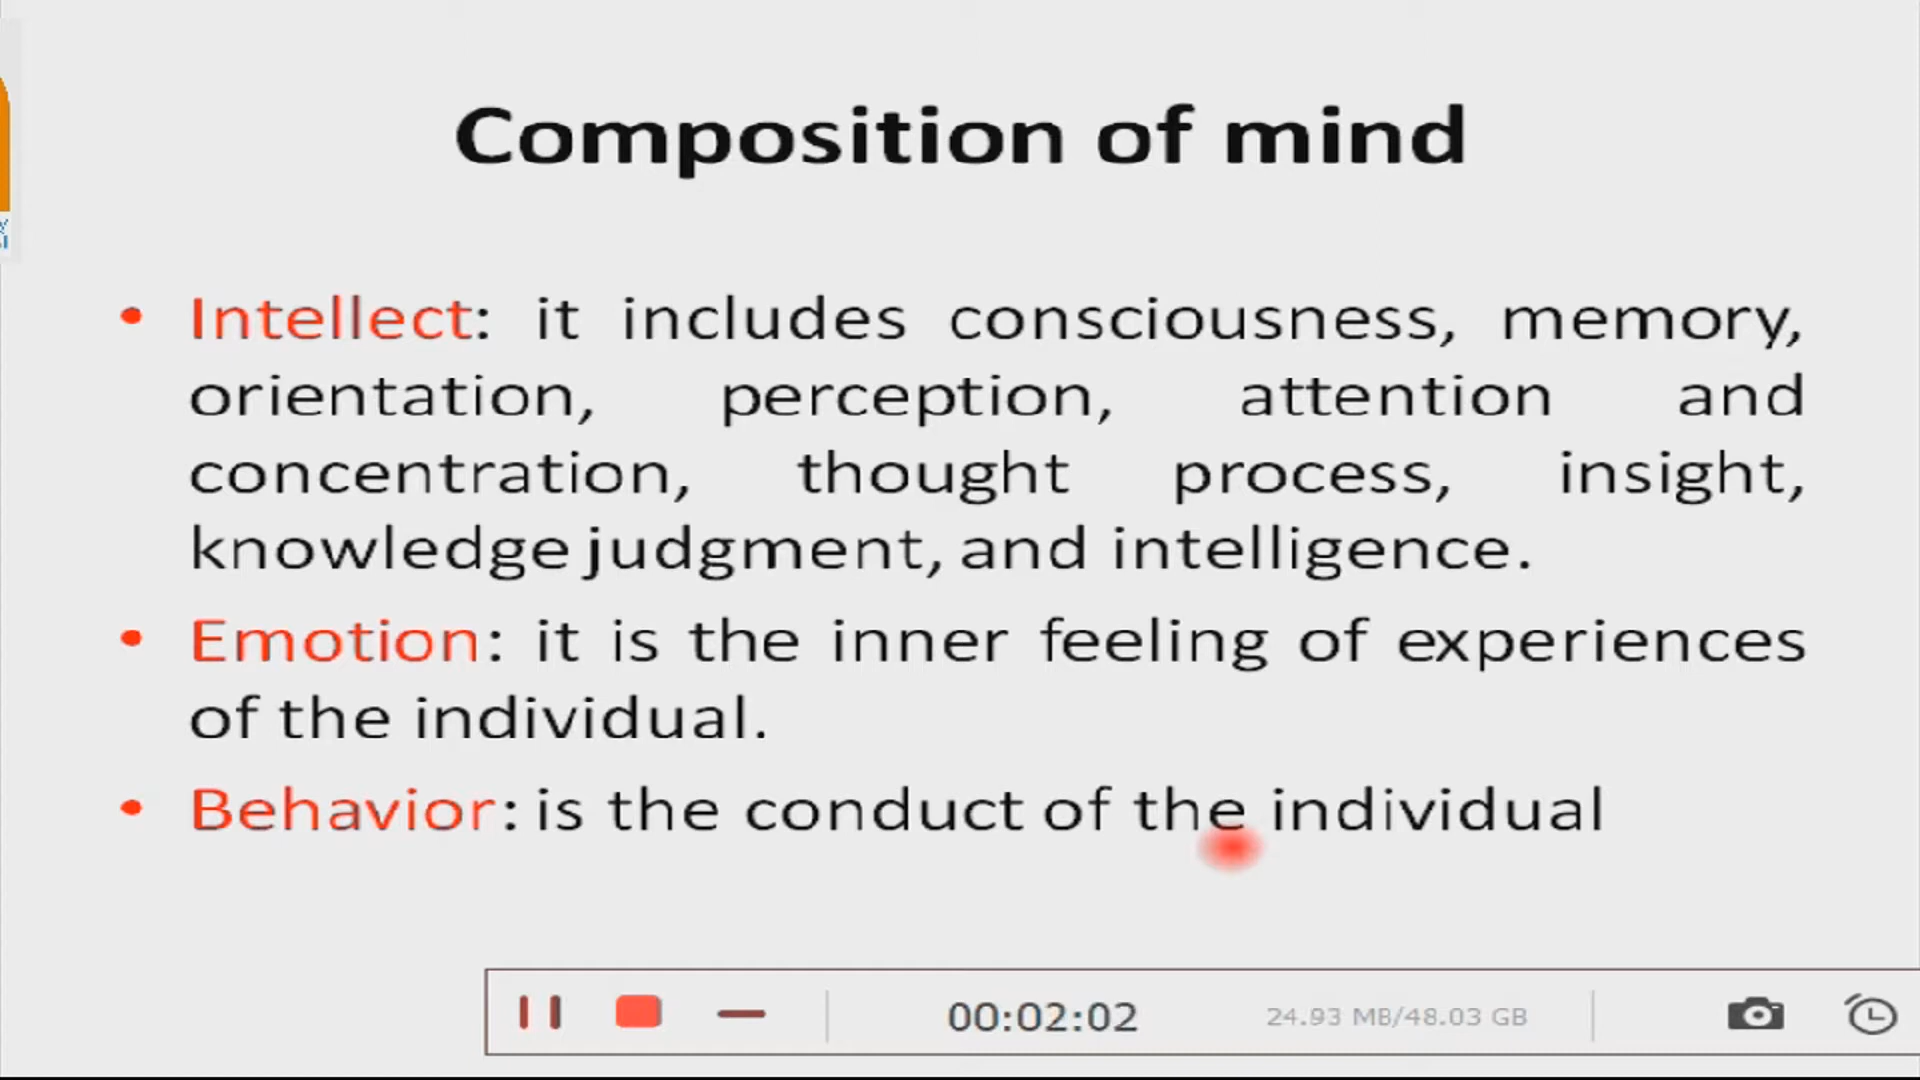 Composition of mind
• Intellect: it includes consciousness, memory,
orientation, perception, attention and
concentration, thought process, insight,
knowledge judgment, and intelligence.
• Emotion: it is the inner feeling of experiences
of the individual.
• Behavior: is the conduct of the individual
00:02:02 24.93 MB/48.03 GB